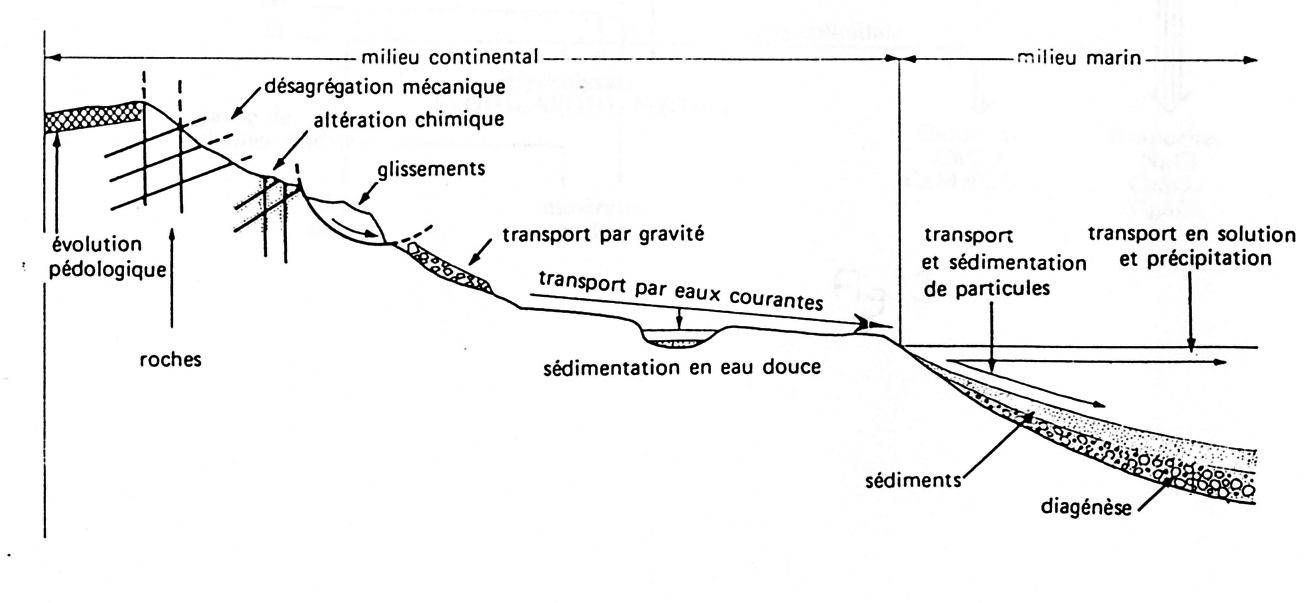 milieu continental
milieu marin
désagrégation mécanique
altération chimique
glissements
transport par gravité
évolution
pédologique
roches
transport par eaux courantes
sédimentation en eau douce
transport
et sédimentation
de particules
transport en solution
et précipitation
sédiments
diagénèse